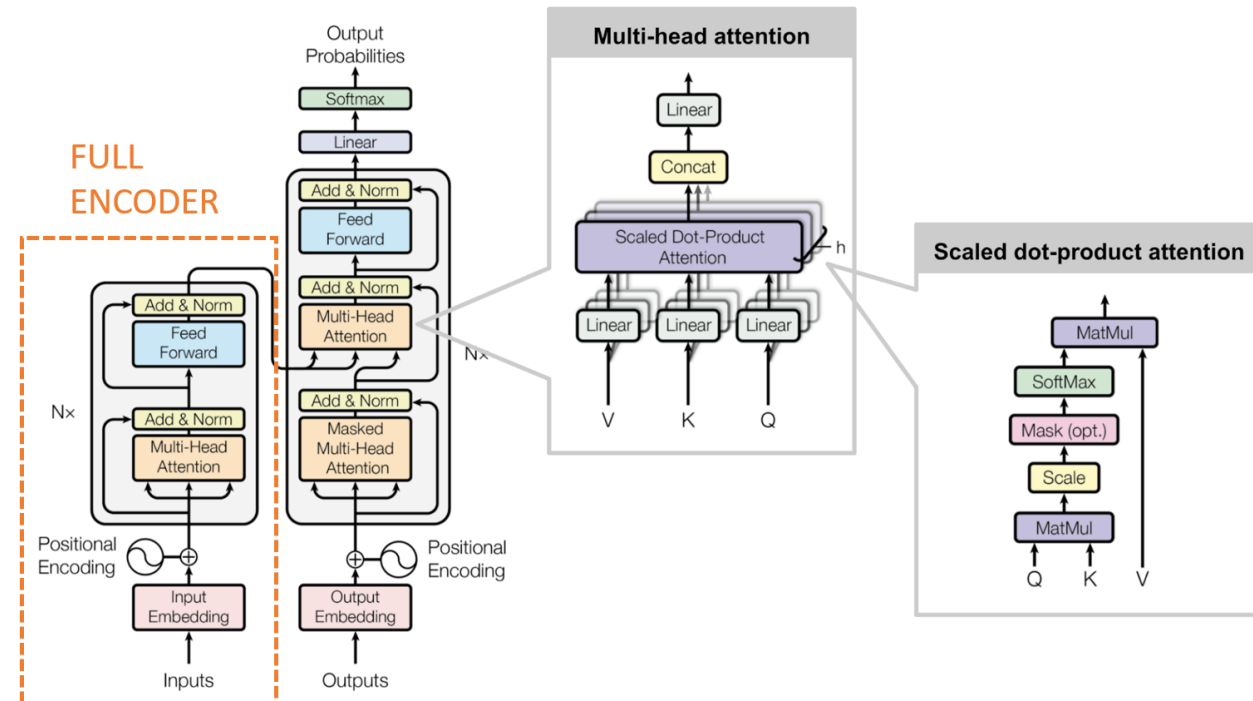 Output
Probabilities
Softmax
Linear
Add & Norm
Feed
Forward
Add & Norm
Multi-Head
Attention
N×
Add & Norm
Masked
Multi-Head
Attention
Positional
Encoding
Output
Embedding
Outputs
FULL
ENCODER
Add & Norm
Feed
Forward
N×
Add & Norm
Multi-Head
Attention
Positional
Encoding
Input
Embedding
Inputs
Multi-head attention
Linear
Concat
Scaled Dot-Product
Attention
h
Linear
Linear
Linear
V
K
Q
Scaled dot-product attention
MatMul
SoftMax
Mask (opt.)
Scale
MatMul
Q
K
V